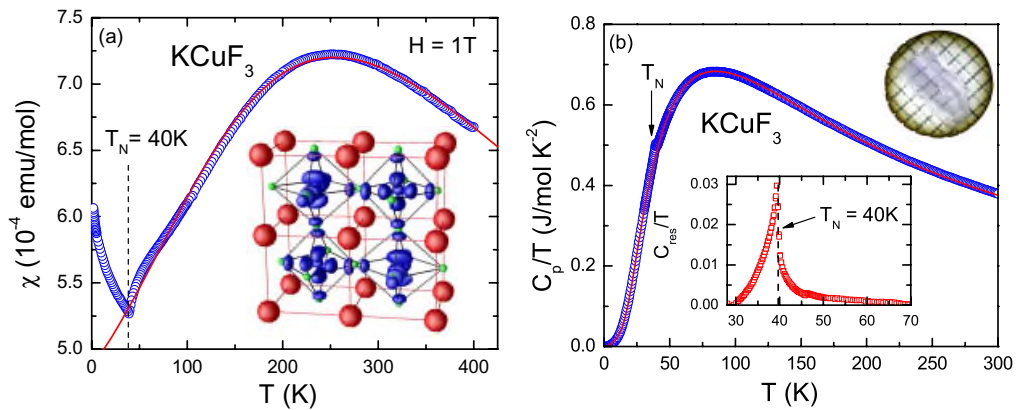 (a)
H = 1T
KCuF3
TN = 40K
χ (10-4 emu/mol)
7.5
7.0
6.5
6.0
5.5
5.0
0
100
200
300
400
T (K)
(b)
TN
KCuF3
Cp/T (J/mol K-2)
0.8
0.6
0.4
0.2
0.0
0
50
100
150
200
250
300
T (K)
Cres/T
0.03
0.02
0.01
0.00
TN = 40K
30
40
50
60
70